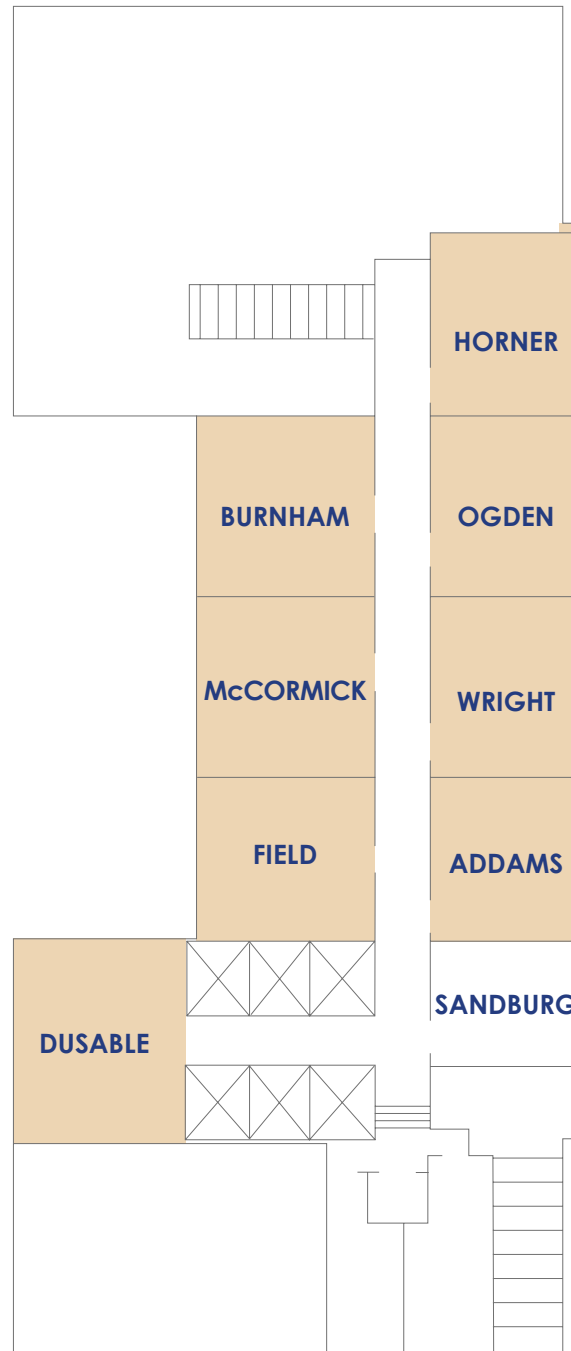 HORNER
BURNHAM
OGDEN
McCORMICK
WRIGHT
FIELD
ADDAMS
SANDBURG
DUSABLE